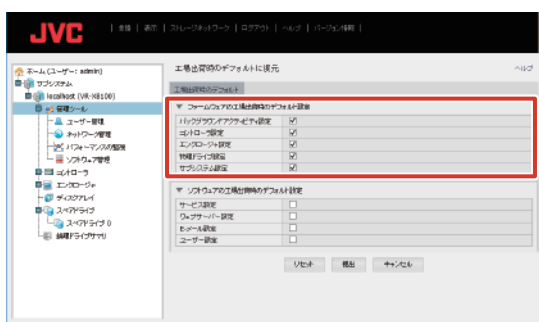 JVC
| 登録 | 表示 | ストレージネットワーク | ログアウト | ヘルプ | バージョン情報 |
ホーム (ユーザー: admin)
サブシステム
localhost (VR-X8100)
管理ツール
ユーザー管理
ネットワーク管理
パフォーマンスの監視
ソフトウェア管理
コントローラ
エンクロージャ
ディスクアレイ
スペアドライブ
スペアドライブ 0
論理ドライブサマリ
工場出荷時のデフォルトに復元
ヘルプ
工場出荷時のデフォルト
▼ ファームウェアの工場出荷時のデフォルト設定
バックグラウンドアクティビティ設定
コントローラ設定
エンクロージャ設定
物理ドライブ設定
サブシステム設定
▼ ソフトウェアの工場出荷時のデフォルト設定
サービス設定
ウェブサーバー設定
Eメール設定
ユーザー設定
リセット
提出
キャンセル